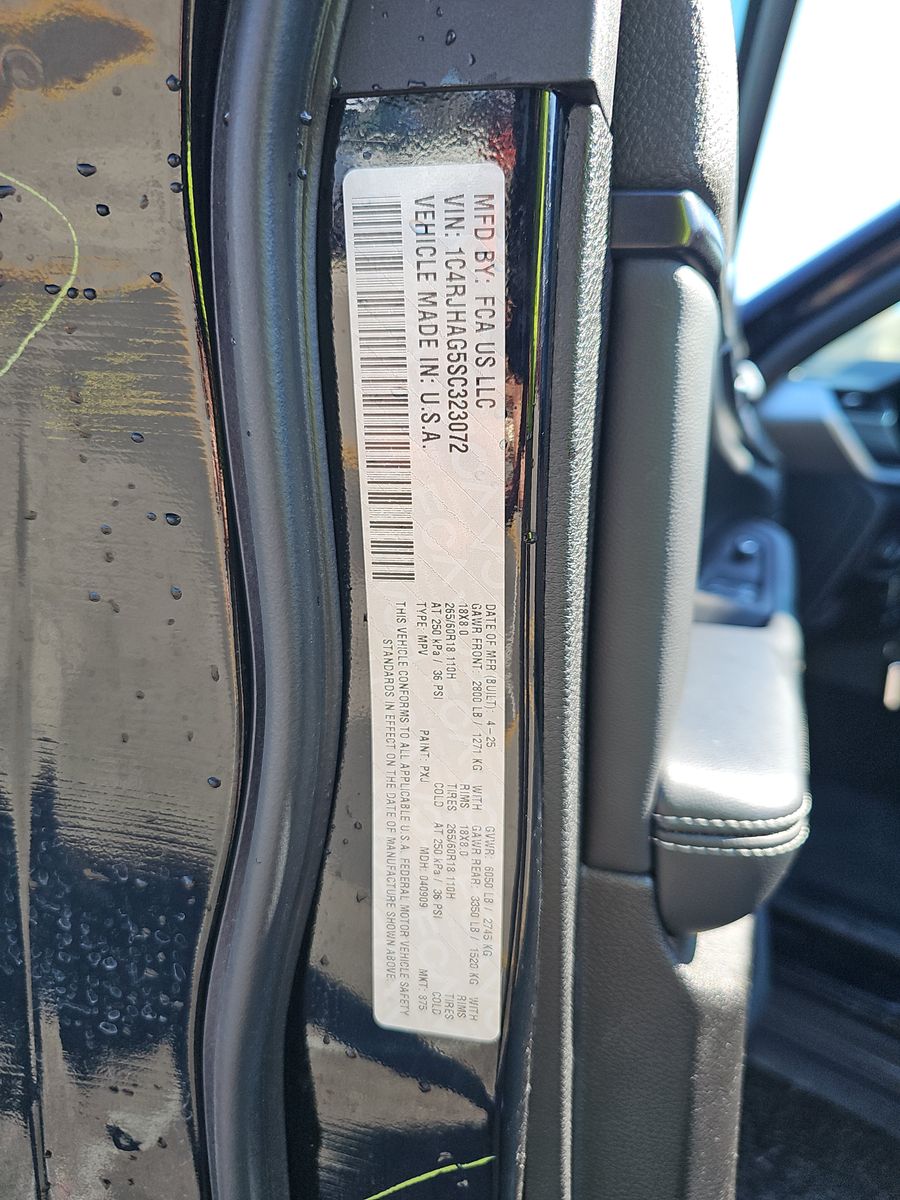 MFD BY: FCA US LLC
VIN: 1C4RJHAG5SC323072
VEHICLE MADE IN: U.S.A.
DATE OF MFR (BUILT): 4-25 GVWR: 6050 LB/ 2745 KG
GAWR FRONT: 2800 LB/ 1271 KG WITH GAWR REAR: 3350 LB/ 1520 KG WITH
18X8.0 RIMS 18X8.0 RIMS
265/60R18 110H TIRES 265/60R18 110H TIRES
AT 250 kPa/ 36 PSI COLD AT 250 kPa/ 36 PSI COLD
TYPE: MPV PAINT: PXJ MDH: 040909 MKT: 875
THIS VEHICLE CONFORMS TO ALL APPLICABLE U.S.A. FEDERAL MOTOR VEHICLE SAFETY
STANDARDS IN EFFECT ON THE DATE OF MANUFACTURE SHOWN ABOVE.